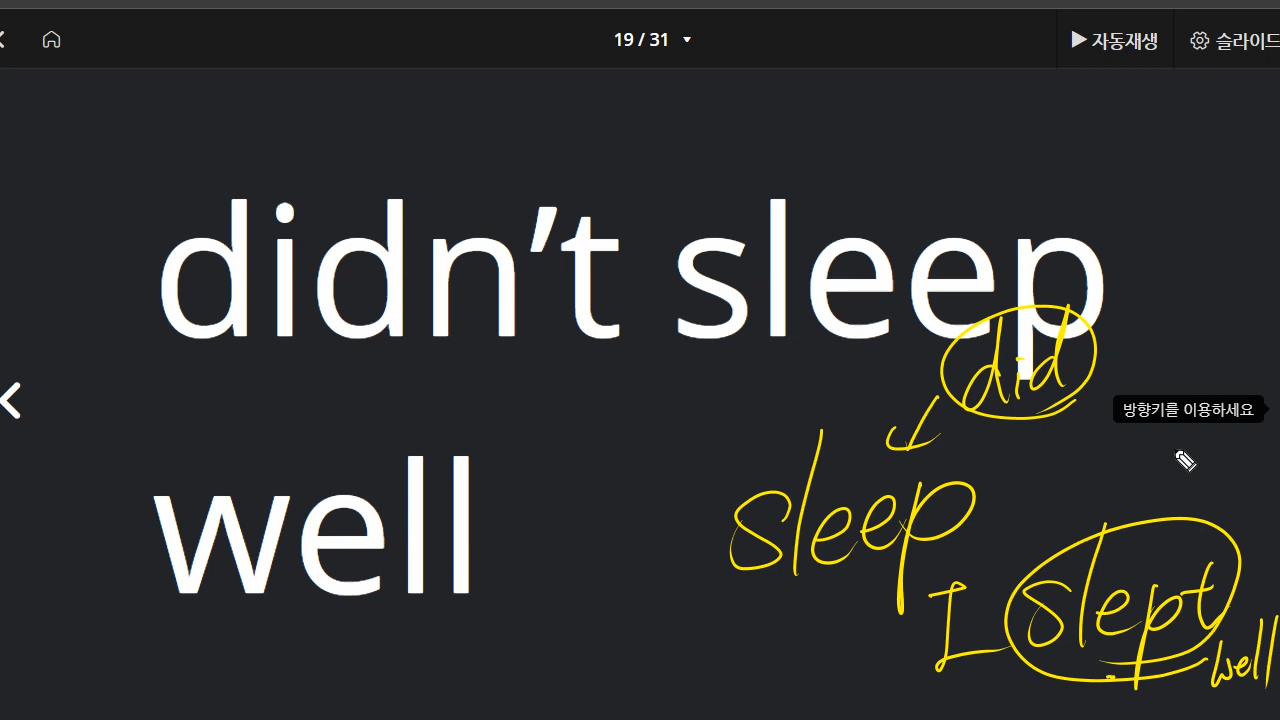 19 / 31
자동재생
슬라이드
didn't sleep
did
방향키를 이용하세요
well
sleep
I slept well